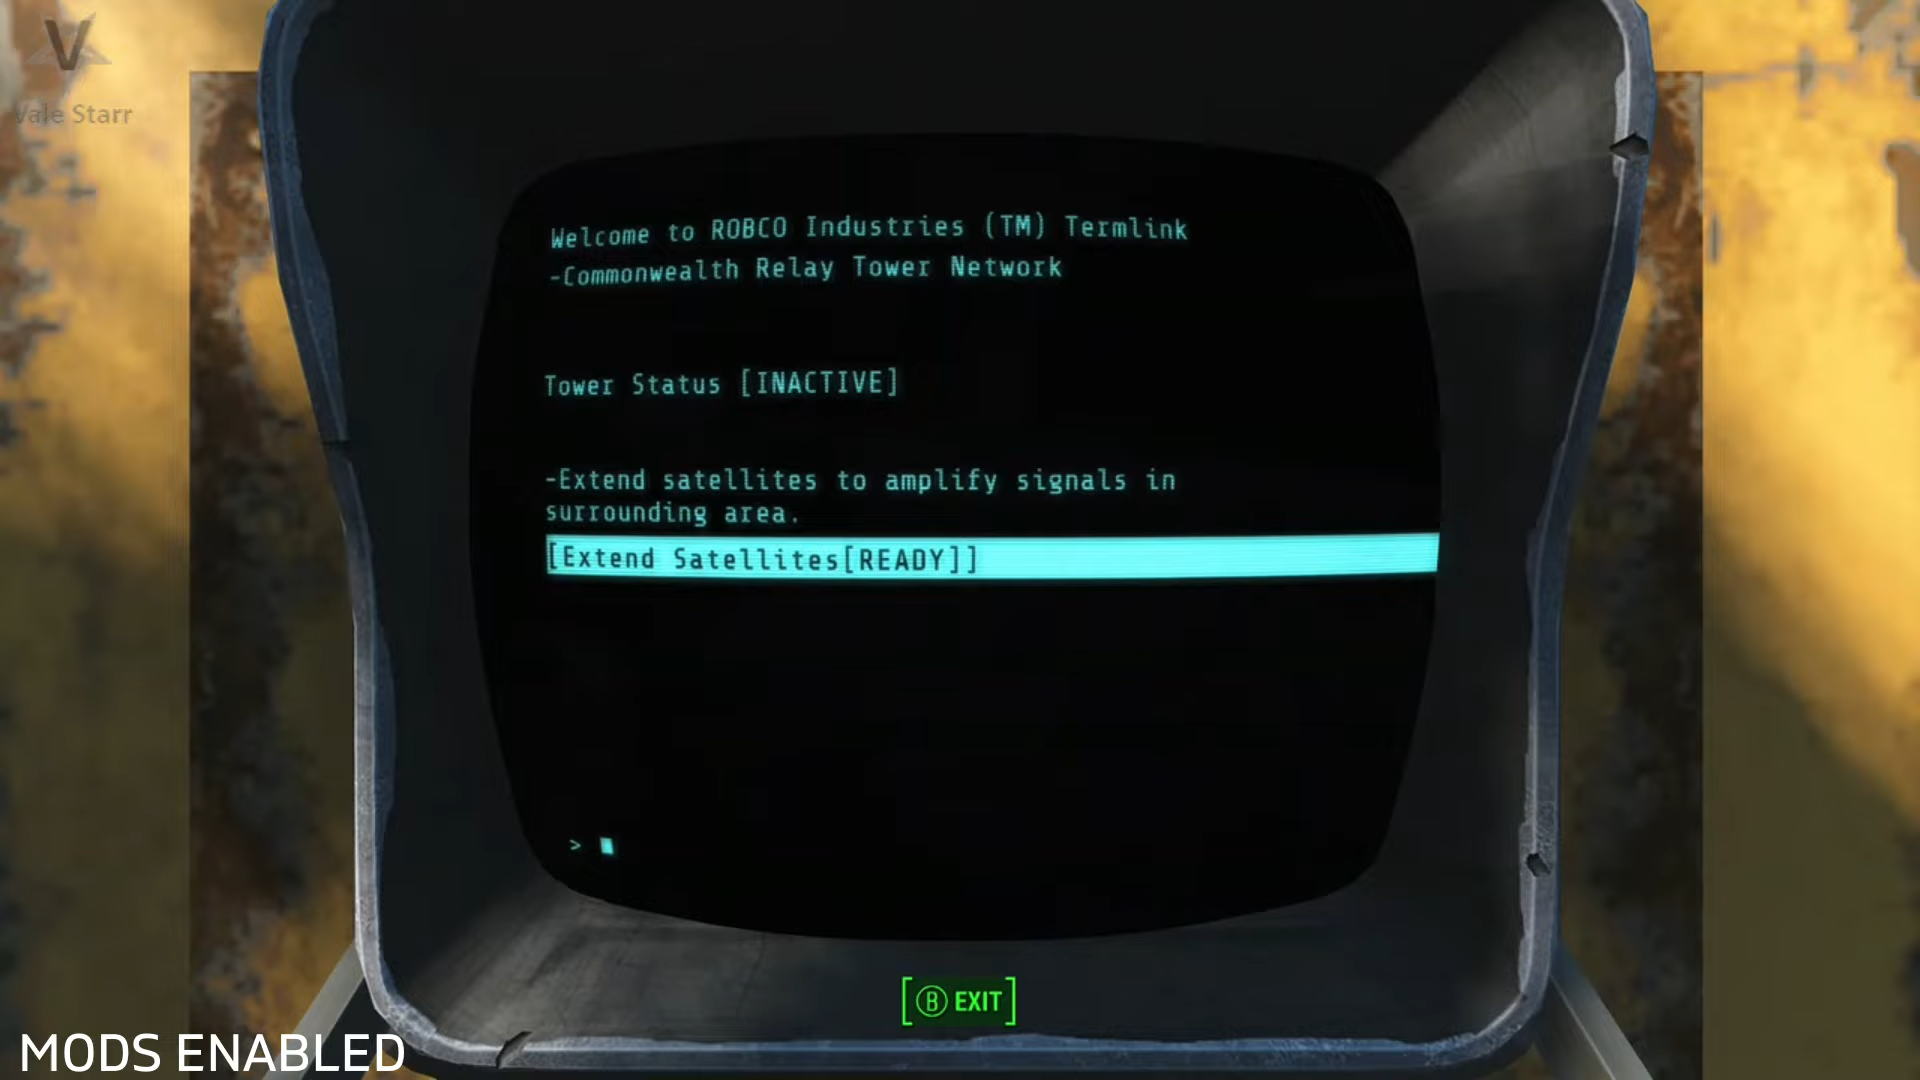 V
Vale Starr
Welcome to ROBCO Industries (TM) Termlink
-Commonwealth Relay Tower Network
Tower Status [INACTIVE]
-Extend satellites to amplify signals in
surrounding area.
[Extend Satellites[READY]]
>
[Ⓑ EXIT]
MODS ENABLED